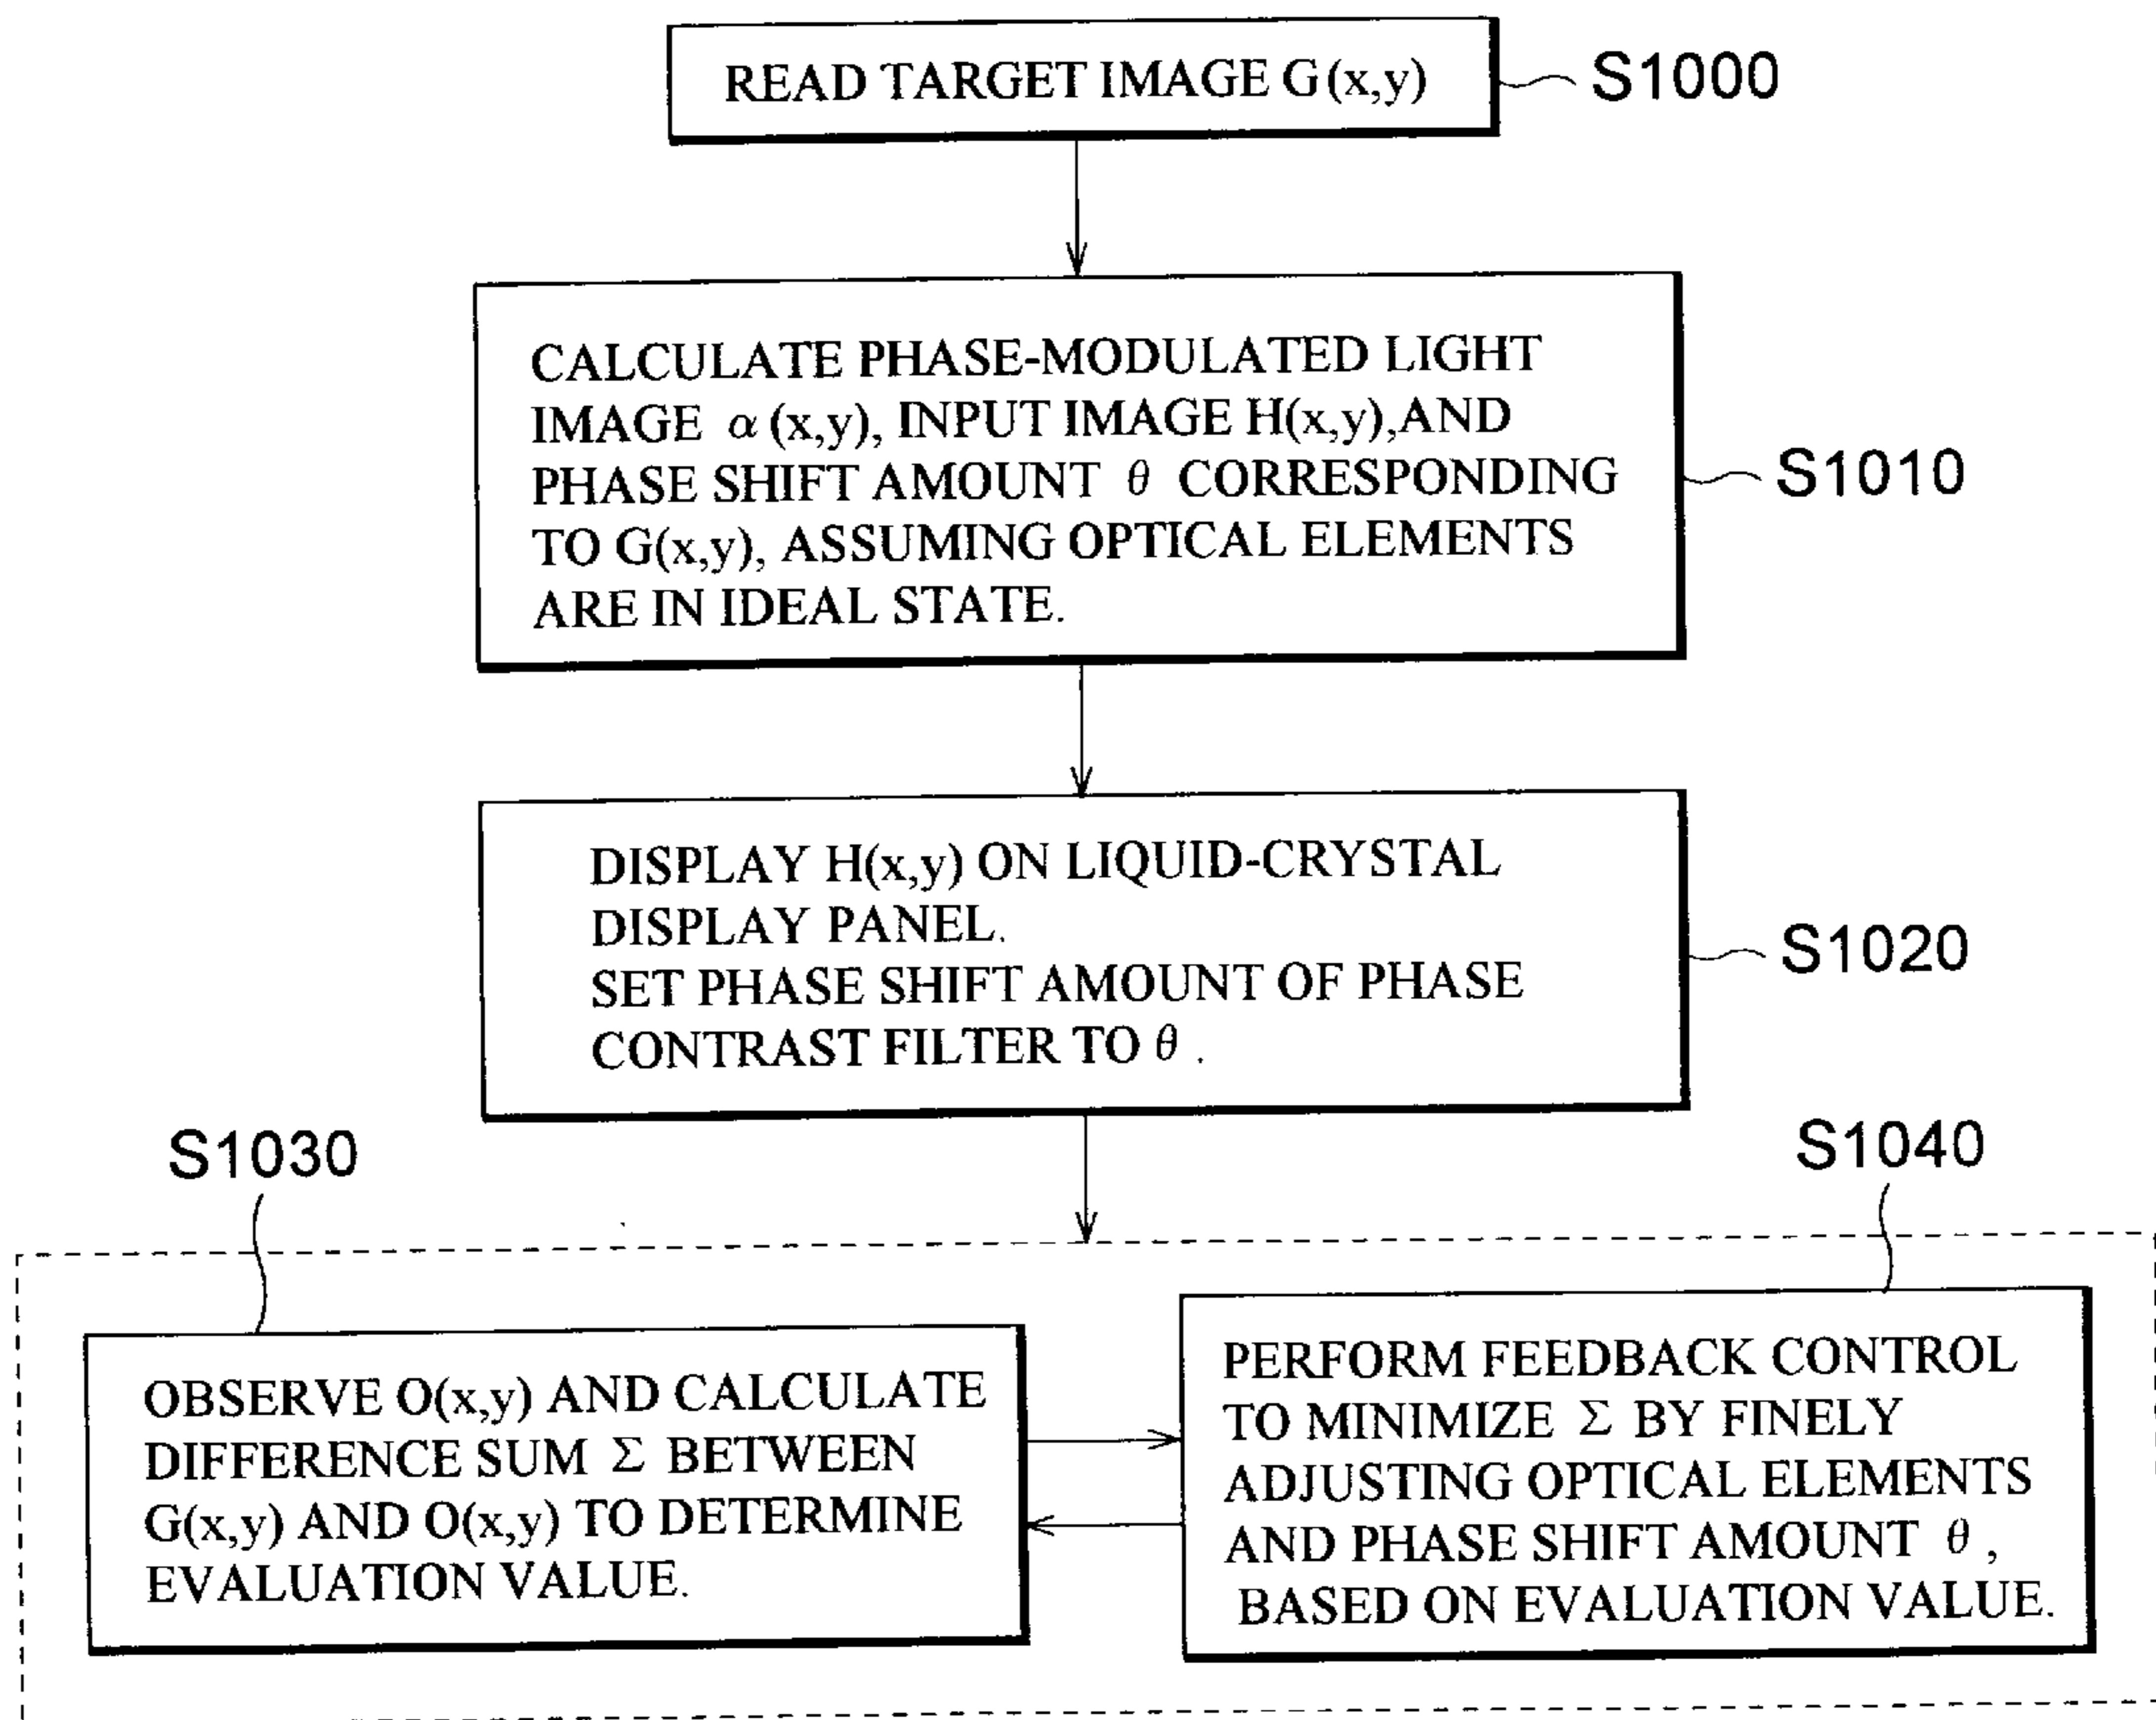 READ TARGET IMAGE G(x,y)
S1000
CALCULATE PHASE-MODULATED LIGHT
IMAGE α(x,y), INPUT IMAGE H(x,y),AND
PHASE SHIFT AMOUNT θ CORRESPONDING
TO G(x,y), ASSUMING OPTICAL ELEMENTS
ARE IN IDEAL STATE.
S1010
DISPLAY H(x,y) ON LIQUID-CRYSTAL
DISPLAY PANEL.
SET PHASE SHIFT AMOUNT OF PHASE
CONTRAST FILTER TO θ.
S1020
S1030
OBSERVE O(x,y) AND CALCULATE
DIFFERENCE SUM Σ BETWEEN
G(x,y) AND O(x,y) TO DETERMINE
EVALUATION VALUE.
S1040
PERFORM FEEDBACK CONTROL
TO MINIMIZE Σ BY FINELY
ADJUSTING OPTICAL ELEMENTS
AND PHASE SHIFT AMOUNT θ,
BASED ON EVALUATION VALUE.